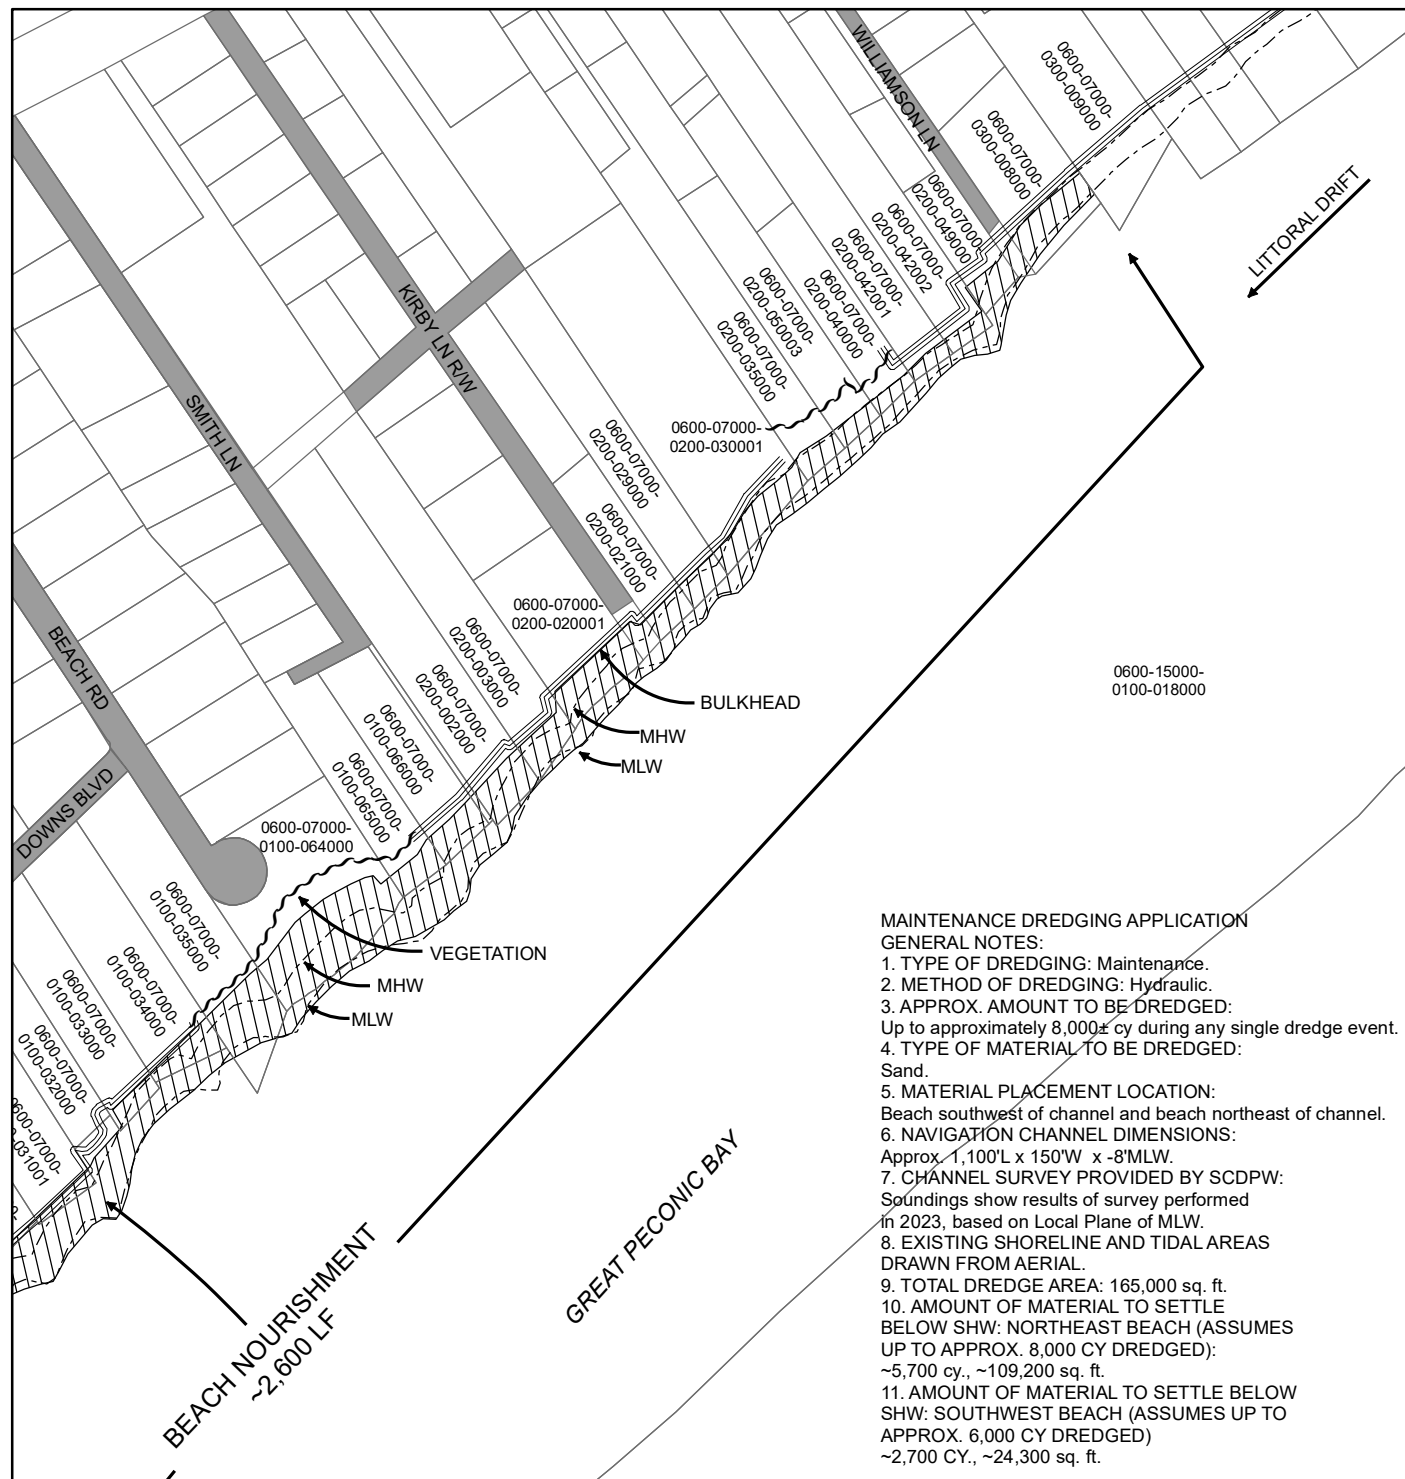 WILLIAMSON LN
0600-07000-
0300-009000
0600-07000-
0300-008000
LITTORAL DRIFT
0600-07000-
0200-049000
0600-07000-
0200-042002
0600-07000-
0200-042001
0600-07000-
0200-040000
0600-07000-
0200-050003
0600-07000-
0200-035000
0600-07000-
0200-030001
KIRBY LN R/W
0600-07000-
0200-029000
0600-07000-
0200-021000
SMITH LN
0600-07000-
0200-020001
0600-07000-
0200-003000
0600-07000-
0200-002000
BEACH RD
0600-07000-
0100-066000
0600-07000-
0100-065000
BULKHEAD
MHW
MLW
0600-15000-
0100-018000
DOWNS BLVD
0600-07000-
0100-064000
0600-07000-
0100-035000
0600-07000-
0100-034000
0600-07000-
0100-033000
0600-07000-
0100-032000
0600-07000-
-031001
VEGETATION
MHW
MLW
BEACH NOURISHMENT
~2,600 LF
GREAT PECONIC BAY
MAINTENANCE DREDGING APPLICATION
GENERAL NOTES:
1. TYPE OF DREDGING: Maintenance.
2. METHOD OF DREDGING: Hydraulic.
3. APPROX. AMOUNT TO BE DREDGED:
Up to approximately 8,000± cy during any single dredge event.
4. TYPE OF MATERIAL TO BE DREDGED:
Sand.
5. MATERIAL PLACEMENT LOCATION:
Beach southwest of channel and beach northeast of channel.
6. NAVIGATION CHANNEL DIMENSIONS:
Approx. 1,100'L x 150'W x -8'MLW.
7. CHANNEL SURVEY PROVIDED BY SCDPW:
Soundings show results of survey performed
in 2023, based on Local Plane of MLW.
8. EXISTING SHORELINE AND TIDAL AREAS
DRAWN FROM AERIAL.
9. TOTAL DREDGE AREA: 165,000 sq. ft.
10. AMOUNT OF MATERIAL TO SETTLE
BELOW SHW: NORTHEAST BEACH (ASSUMES
UP TO APPROX. 8,000 CY DREDGED):
~5,700 cy., ~109,200 sq. ft.
11. AMOUNT OF MATERIAL TO SETTLE BELOW
SHW: SOUTHWEST BEACH (ASSUMES UP TO
APPROX. 6,000 CY DREDGED)
~2,700 CY., ~24,300 sq. ft.